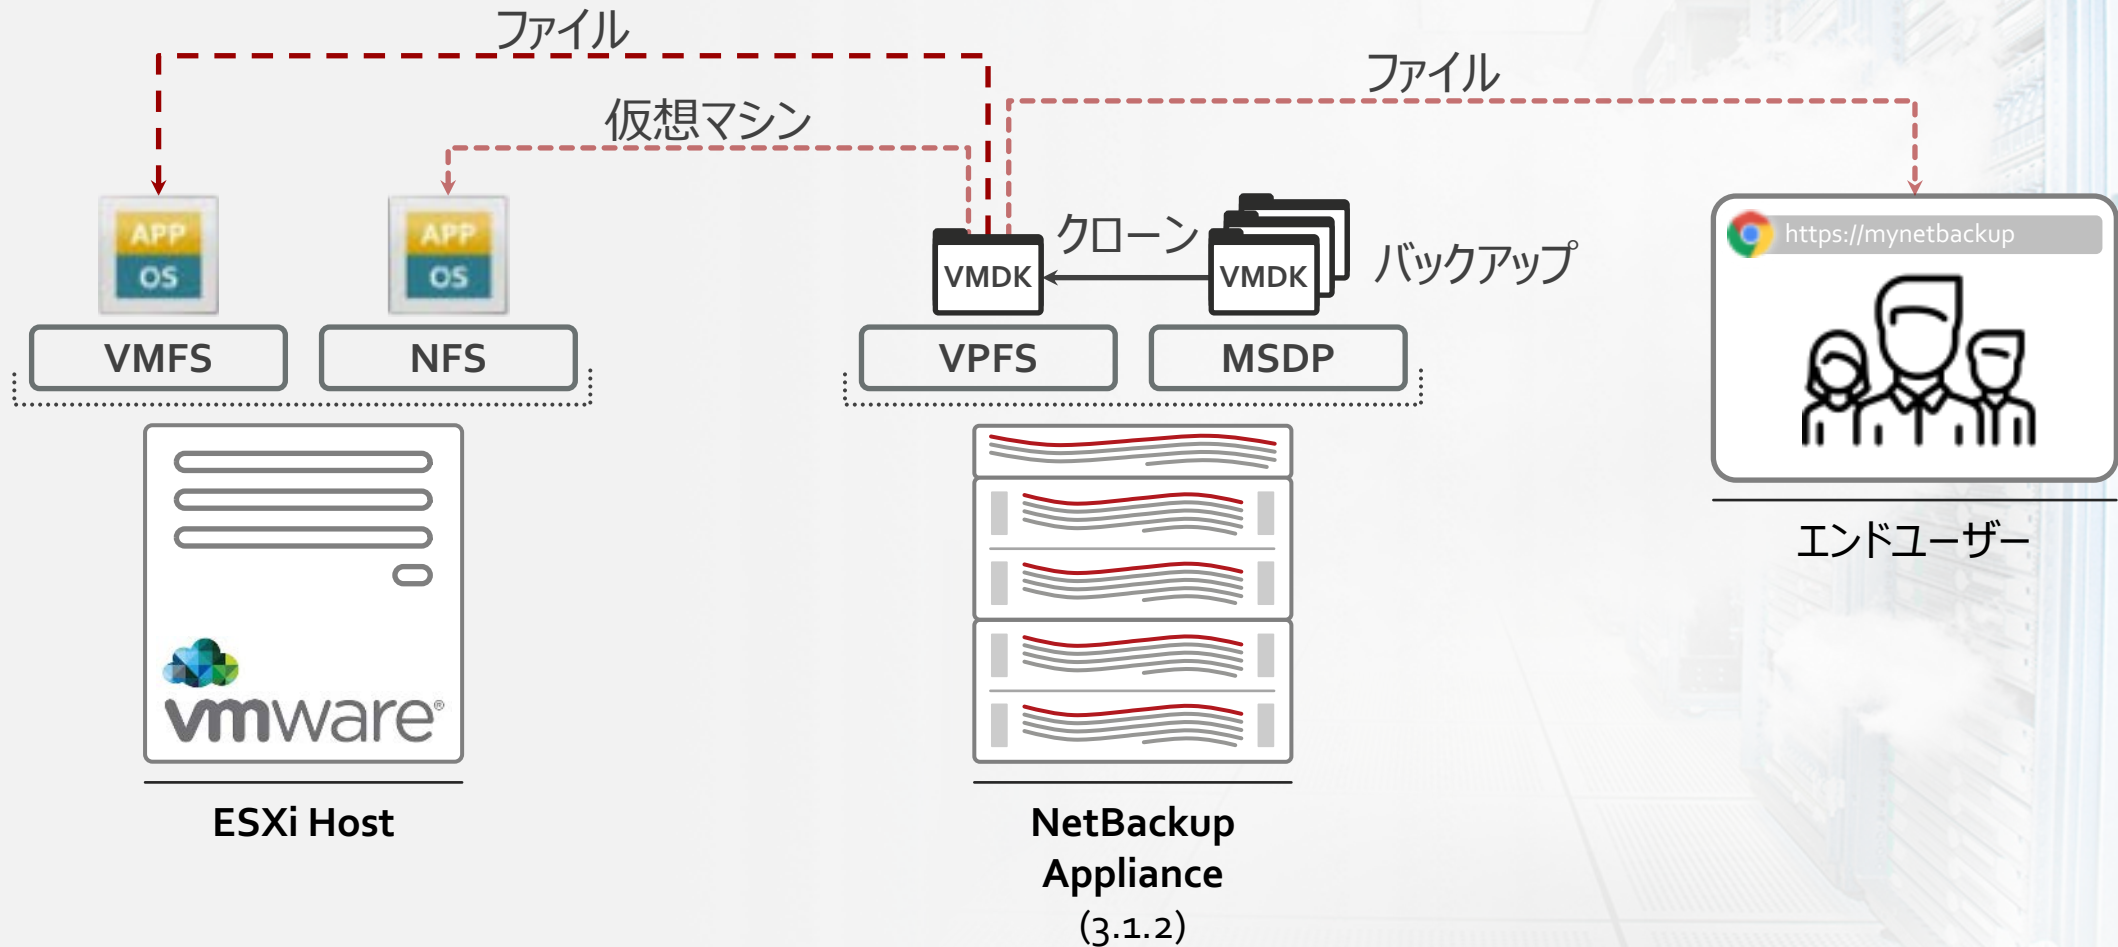 ファイル
ファイル
仮想マシン
APP
OS
APP
OS
クローン
VMDK
VMDK
バックアップ
https://mynetbackup
VMFS
NFS
VPFS
MSDP
エンドユーザー
vmware®
ESXi Host
NetBackup
Appliance
(3.1.2)